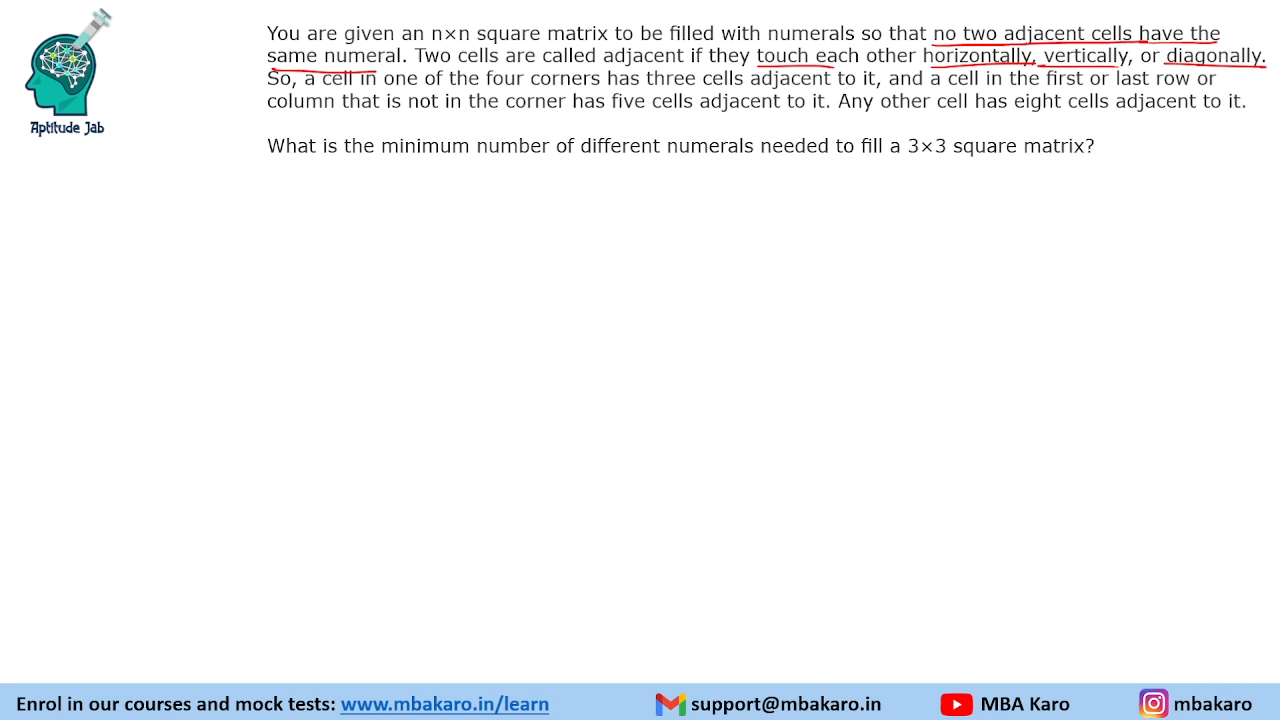 You are given an n×n square matrix to be filled with numerals so that no two adjacent cells have the
same numeral. Two cells are called adjacent if they touch each other horizontally, vertically, or diagonally.
So, a cell in one of the four corners has three cells adjacent to it, and a cell in the first or last row or
column that is not in the corner has five cells adjacent to it. Any other cell has eight cells adjacent to it.
Aptitude Jab
What is the minimum number of different numerals needed to fill a 3×3 square matrix?
Enrol in our courses and mock tests: www.mbakaro.in/learn support@mbakaro.in MBA Karo mbakaro